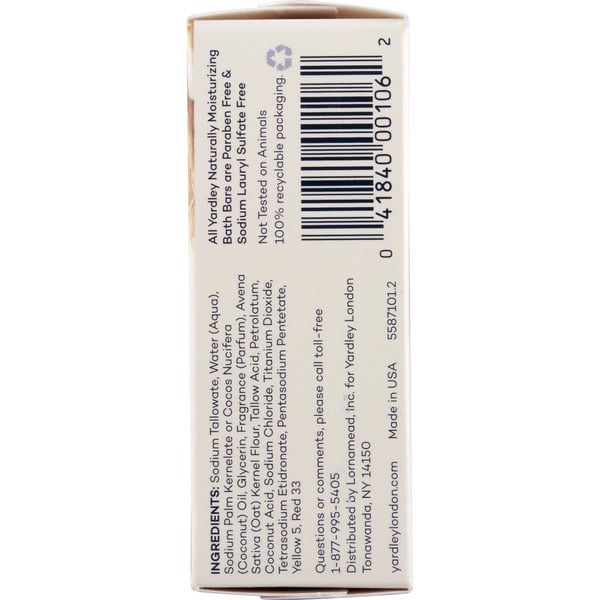 INGREDIENTS: Sodium Tallowate, Water (Aqua),
Sodium Palm Kernelate or Cocos Nucifera
(Coconut) Oil, Glycerin, Fragrance (Parfum), Avena
Sativa (Oat) Kernel Flour, Tallow Acid, Petrolatum,
Coconut Acid, Sodium Chloride, Titanium Dioxide,
Tetrasodium Etidronate, Pentasodium Pentetate,
Yellow 5, Red 33
Questions or comments, please call toll-free
1-877-995-5405
Distributed by Lornamead, Inc. for Yardley London
Tonawanda, NY 14150
yardleylondon.com Made in USA 5587101.2
All Yardley Naturally Moisturizing
Bath Bars are Paraben Free &
Sodium Lauryl Sulfate Free
Not Tested on Animals
100% recyclable packaging.
0 41840 00106 2